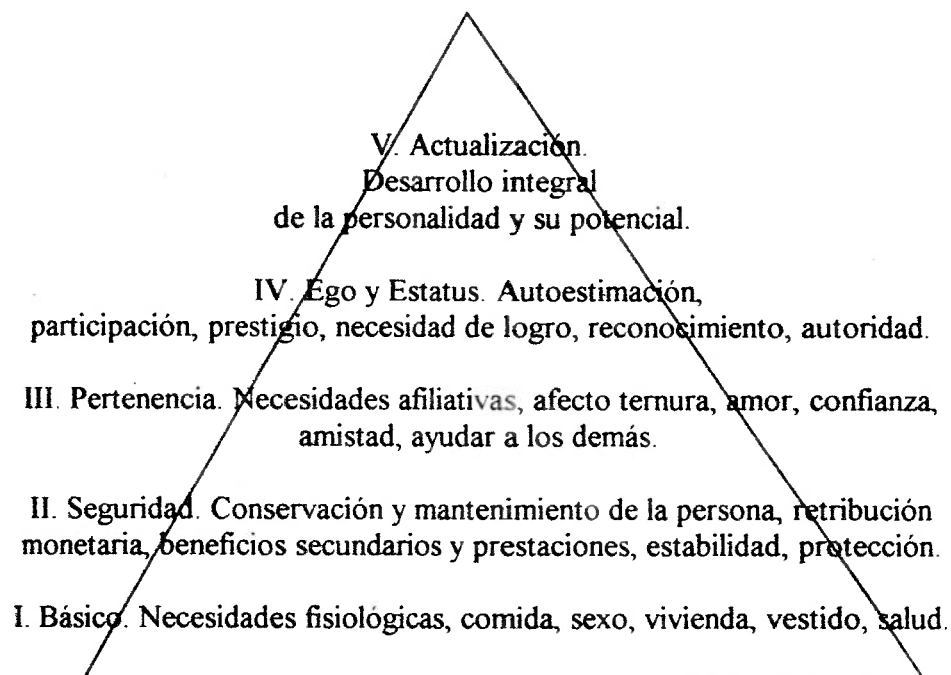 V. Actualización.
Desarrollo integral
de la personalidad y su potencial.
IV. Ego y Estatus. Autoestimación,
participación, prestigio, necesidad de logro, reconocimiento, autoridad.
III. Pertenencia. Necesidades afiliativas, afecto ternura, amor, confianza,
amistad, ayudar a los demás.
II. Seguridad. Conservación y mantenimiento de la persona, retribución
monetaria, beneficios secundarios y prestaciones, estabilidad, protección.
I. Básico. Necesidades fisiológicas, comida, sexo, vivienda, vestido, salud.